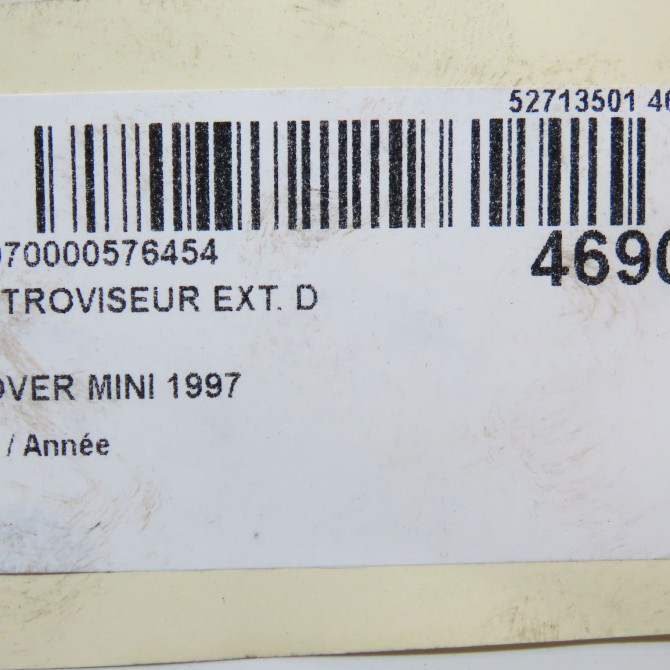 52713501 46
070000576454
4690
TROVISEUR EXT. D
OVER MINI 1997
/ Année